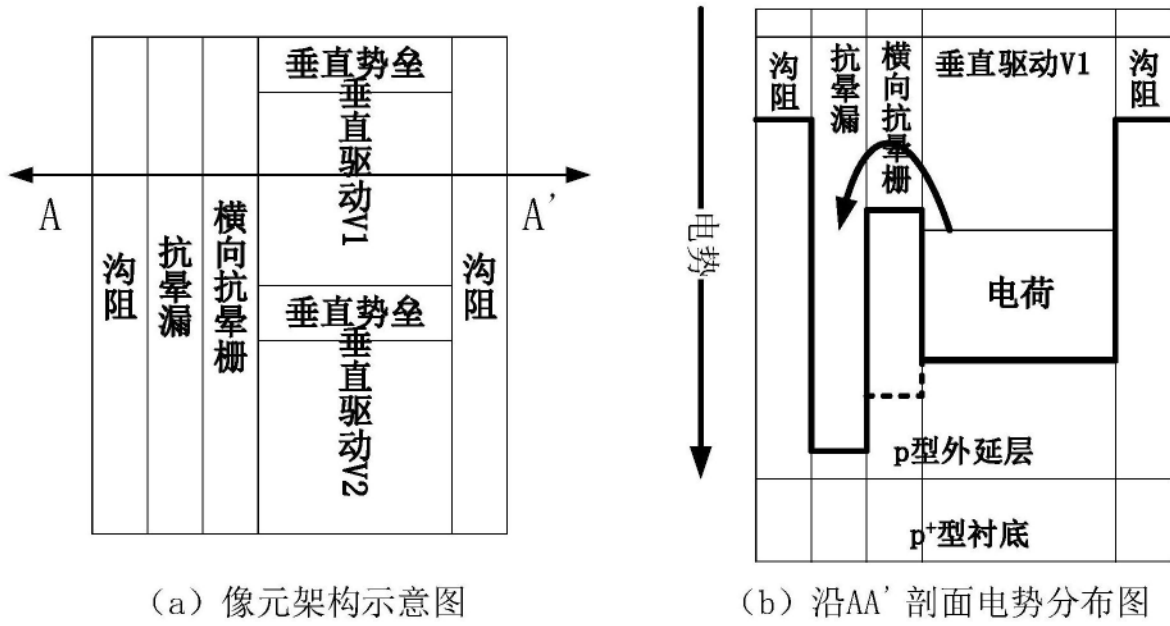 垂直势垒
垂直驱动V1
A
A'
沟阻
抗晕漏
横向抗晕栅
沟阻
垂直势垒
垂直驱动V2
(a)像元架构示意图
电势
沟阻
抗晕漏
横向抗晕栅
垂直驱动V1
沟阻
电荷
p型外延层
p+型衬底
(b)沿AA'剖面电势分布图